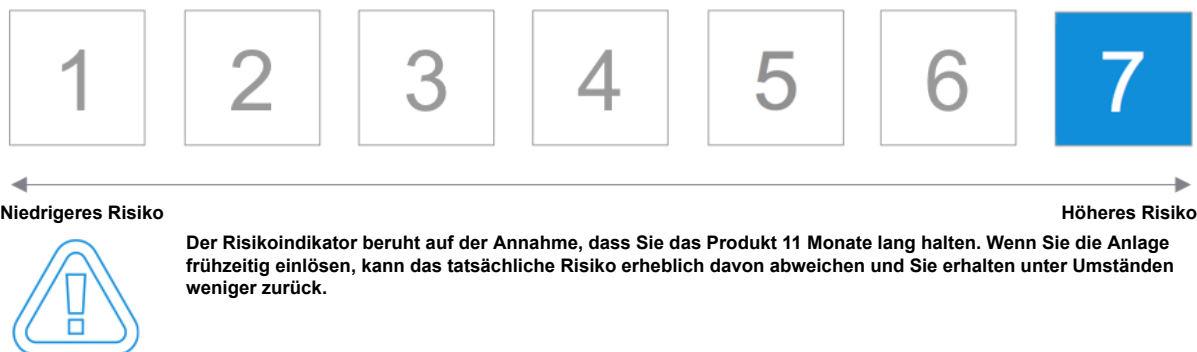 1 2 3 4 5 6 7
Niedrigeres Risiko Höheres Risiko
Der Risikoindikator beruht auf der Annahme, dass Sie das Produkt 11 Monate lang halten. Wenn Sie die Anlage
frühzeitig einlösen, kann das tatsächliche Risiko erheblich davon abweichen und Sie erhalten unter Umständen
weniger zurück.